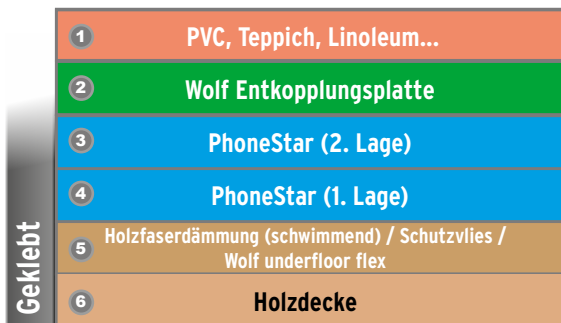 1 PVC, Teppich, Linoleum...
2 Wolf Entkopplungsplatte
3 PhoneStar (2. Lage)
4 PhoneStar (1. Lage)
5 Holzfaserdämmung (schwimmend) / Schutzvlies /
Wolf underfloor flex
6 Holzdecke
Geklebt